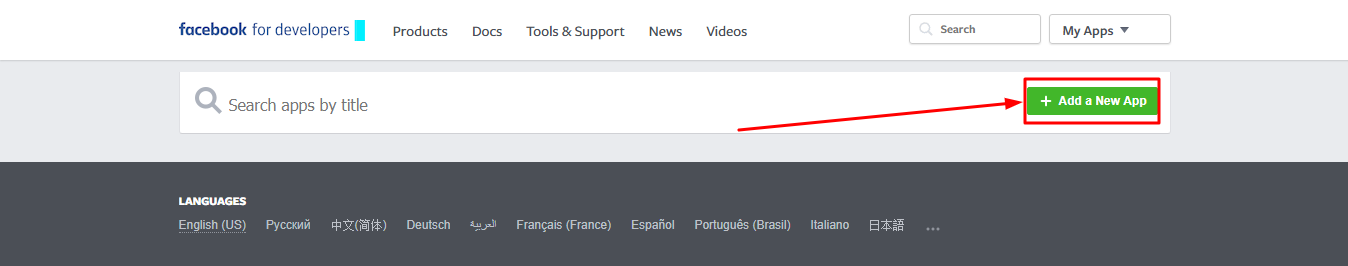 facebook for developers Products Docs Tools & Support News Videos Search My Apps
Search apps by title + Add a New App
LANGUAGES
English (US) Русский 中文(简体) Deutsch العربية Français (France) Español Português (Brasil) Italiano 日本語 ...